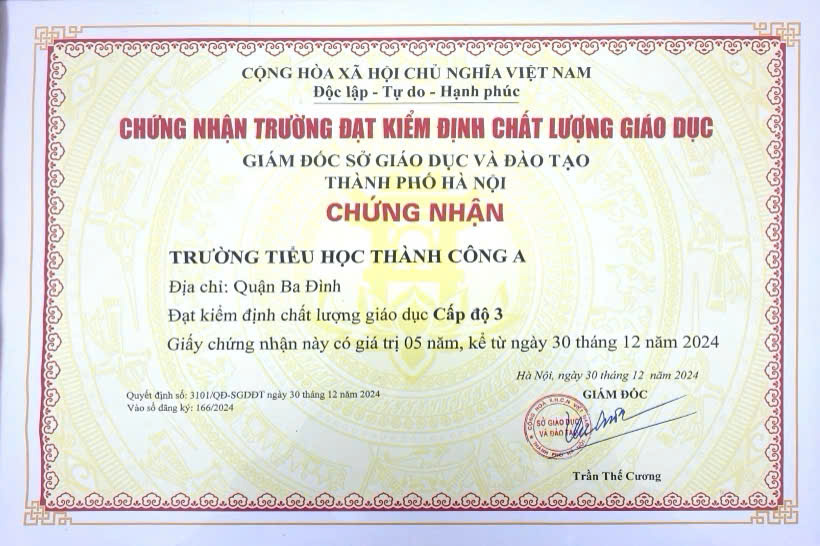 CỘNG HÒA XÃ HỘI CHỦ NGHĨA VIỆT NAM
Độc lập - Tự do - Hạnh phúc
CHỨNG NHẬN TRƯỜNG ĐẠT KIỂM ĐỊNH CHẤT LƯỢNG GIÁO DỤC
GIÁM ĐỐC SỞ GIÁO DỤC VÀ ĐÀO TẠO
THÀNH PHỐ HÀ NỘI
CHỨNG NHẬN
TRƯỜNG TIỂU HỌC THÀNH CÔNG A
Địa chỉ: Quận Ba Đình
Đạt kiểm định chất lượng giáo dục Cấp độ 3
Giấy chứng nhận này có giá trị 05 năm, kể từ ngày 30 tháng 12 năm 2024
Hà Nội, ngày 30 tháng 12 năm 2024
Quyết định số: 3101/QĐ-SGDĐT ngày 30 tháng 12 năm 2024
Vào sổ đăng ký: 166/2024
GIÁM ĐỐC
SỞ GIÁO DỤC
VÀ ĐÀO TẠO
Trần Thế Cương